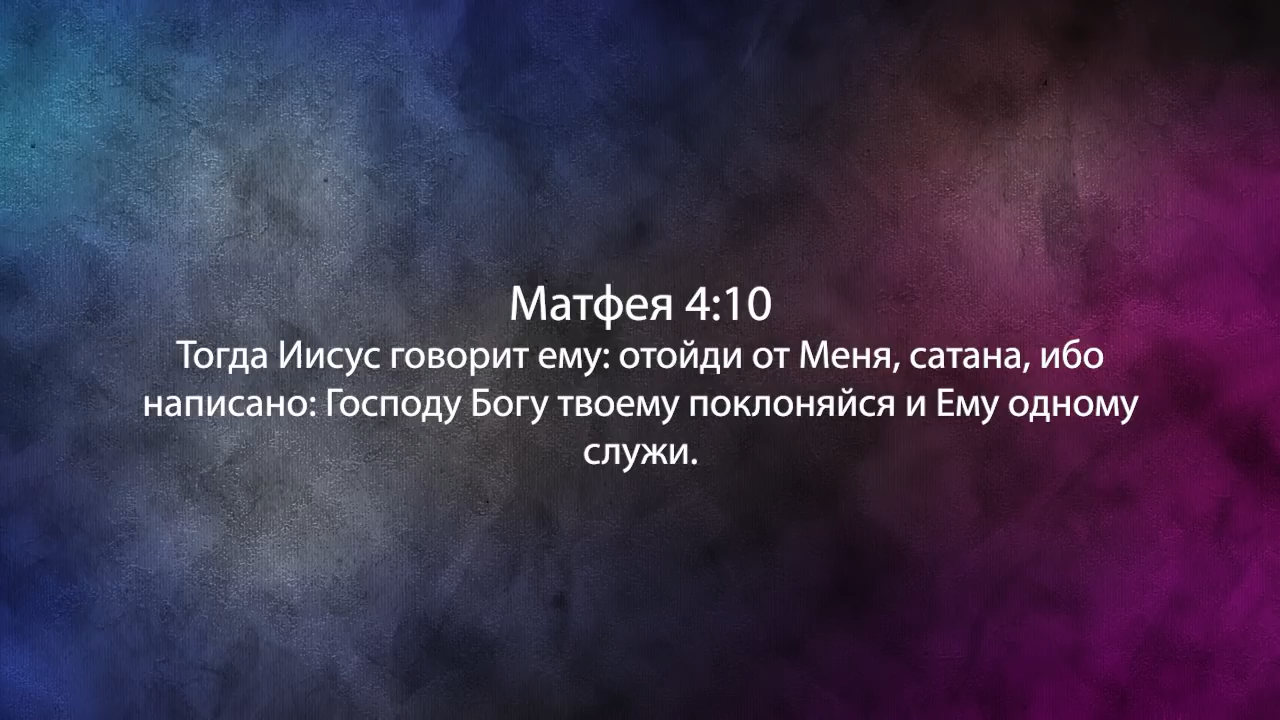 Матфея 4:10
Тогда Иисус говорит ему: отойди от Меня, сатана, ибо
написано: Господу Богу твоему поклоняйся и Ему одному
служи.